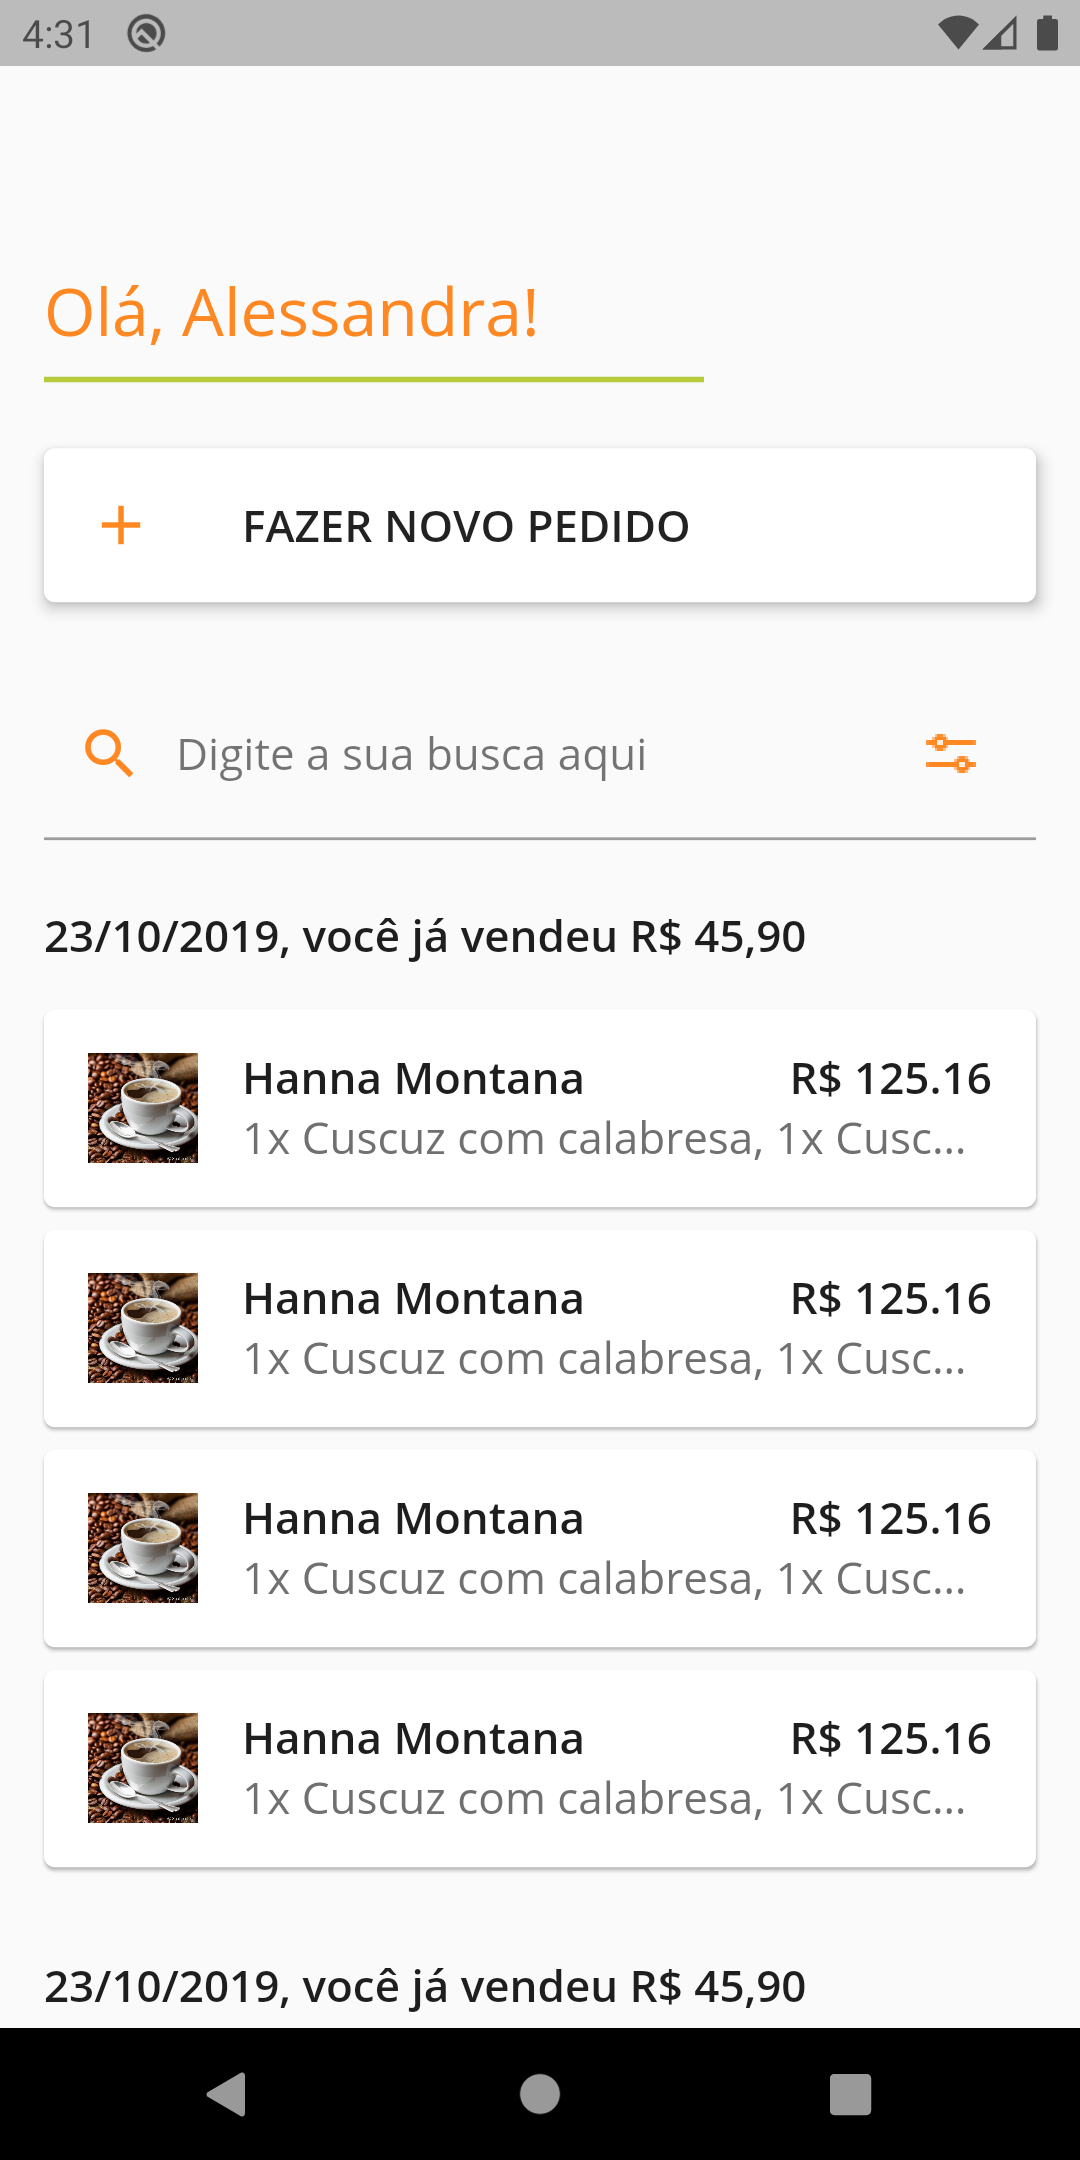 4:31
Olá, Alessandra!
FAZER NOVO PEDIDO
Digite a sua busca aqui
23/10/2019, você já vendeu R$ 45,90
Hanna Montana R$ 125.16
1x Cuscuz com calabresa, 1x Cusc...
Hanna Montana R$ 125.16
1x Cuscuz com calabresa, 1x Cusc...
Hanna Montana R$ 125.16
1x Cuscuz com calabresa, 1x Cusc...
Hanna Montana R$ 125.16
1x Cuscuz com calabresa, 1x Cusc...
23/10/2019, você já vendeu R$ 45,90